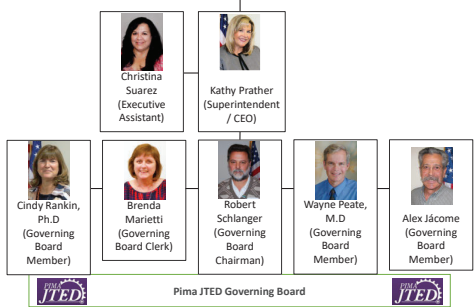 Christina
Suarez
(Executive
Assistant)
Kathy Prather
(Superintendent
/ CEO)
Cindy Rankin,
Ph.D
(Governing
Board
Member)
Brenda
Marietti
(Governing
Board Clerk)
Robert
Schlanger
(Governing
Board
Chairman)
Wayne Peate,
M.D
(Governing
Board
Member)
Alex Jácome
(Governing
Board
Member)
PIMA
JTED
Pima JTED Governing Board
PIMA
JTED